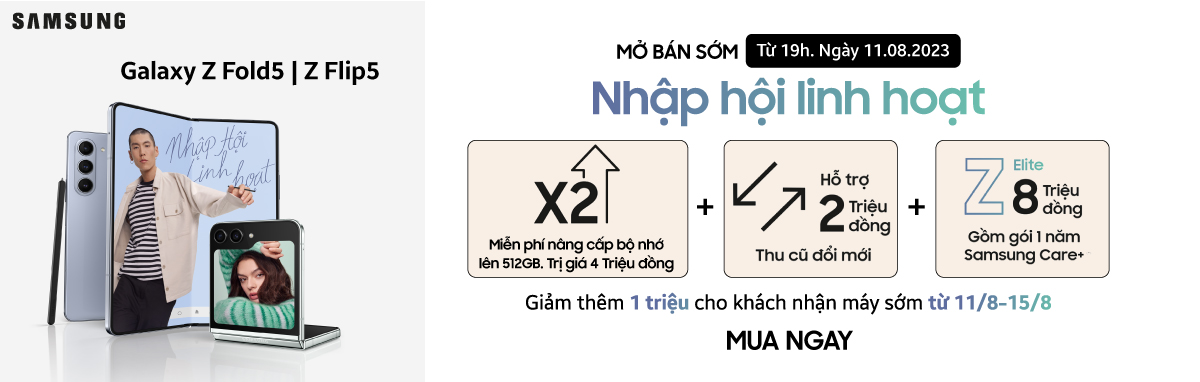 SAMSUNG
Galaxy Z Fold5 | Z Flip5
Nhập Hội
Linh hoạt
MỞ BÁN SỚM Từ 19h. Ngày 11.08.2023
Nhập hội linh hoạt
X2
Miễn phí nâng cấp bộ nhớ
lên 512GB. Trị giá 4 Triệu đồng
+
Hỗ trợ
2 Triệu
đồng
Thu cũ đổi mới
+
Z Elite
8 Triệu
đồng
Gồm gói 1 năm
Samsung Care+
Giảm thêm 1 triệu cho khách nhận máy sớm từ 11/8-15/8
MUA NGAY